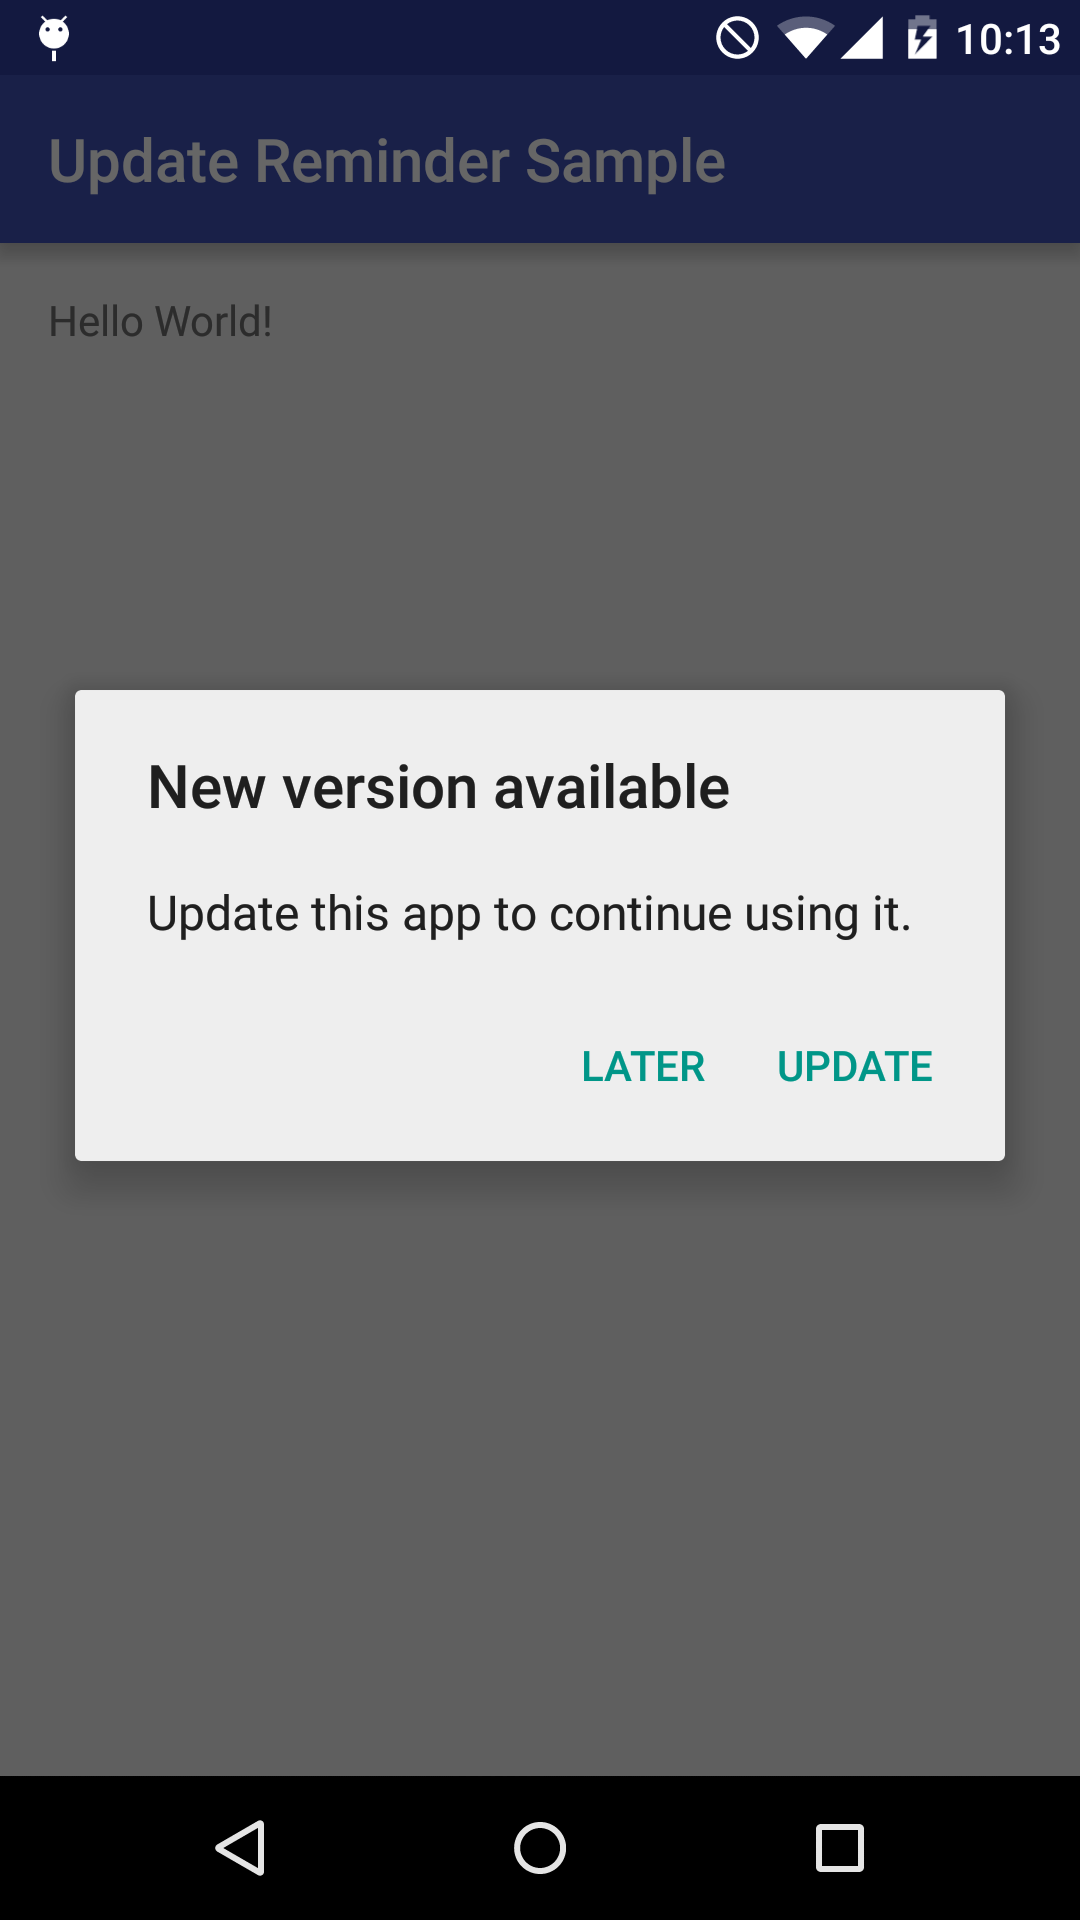 10:13
Update Reminder Sample
Hello World!
New version available
Update this app to continue using it.
LATER UPDATE